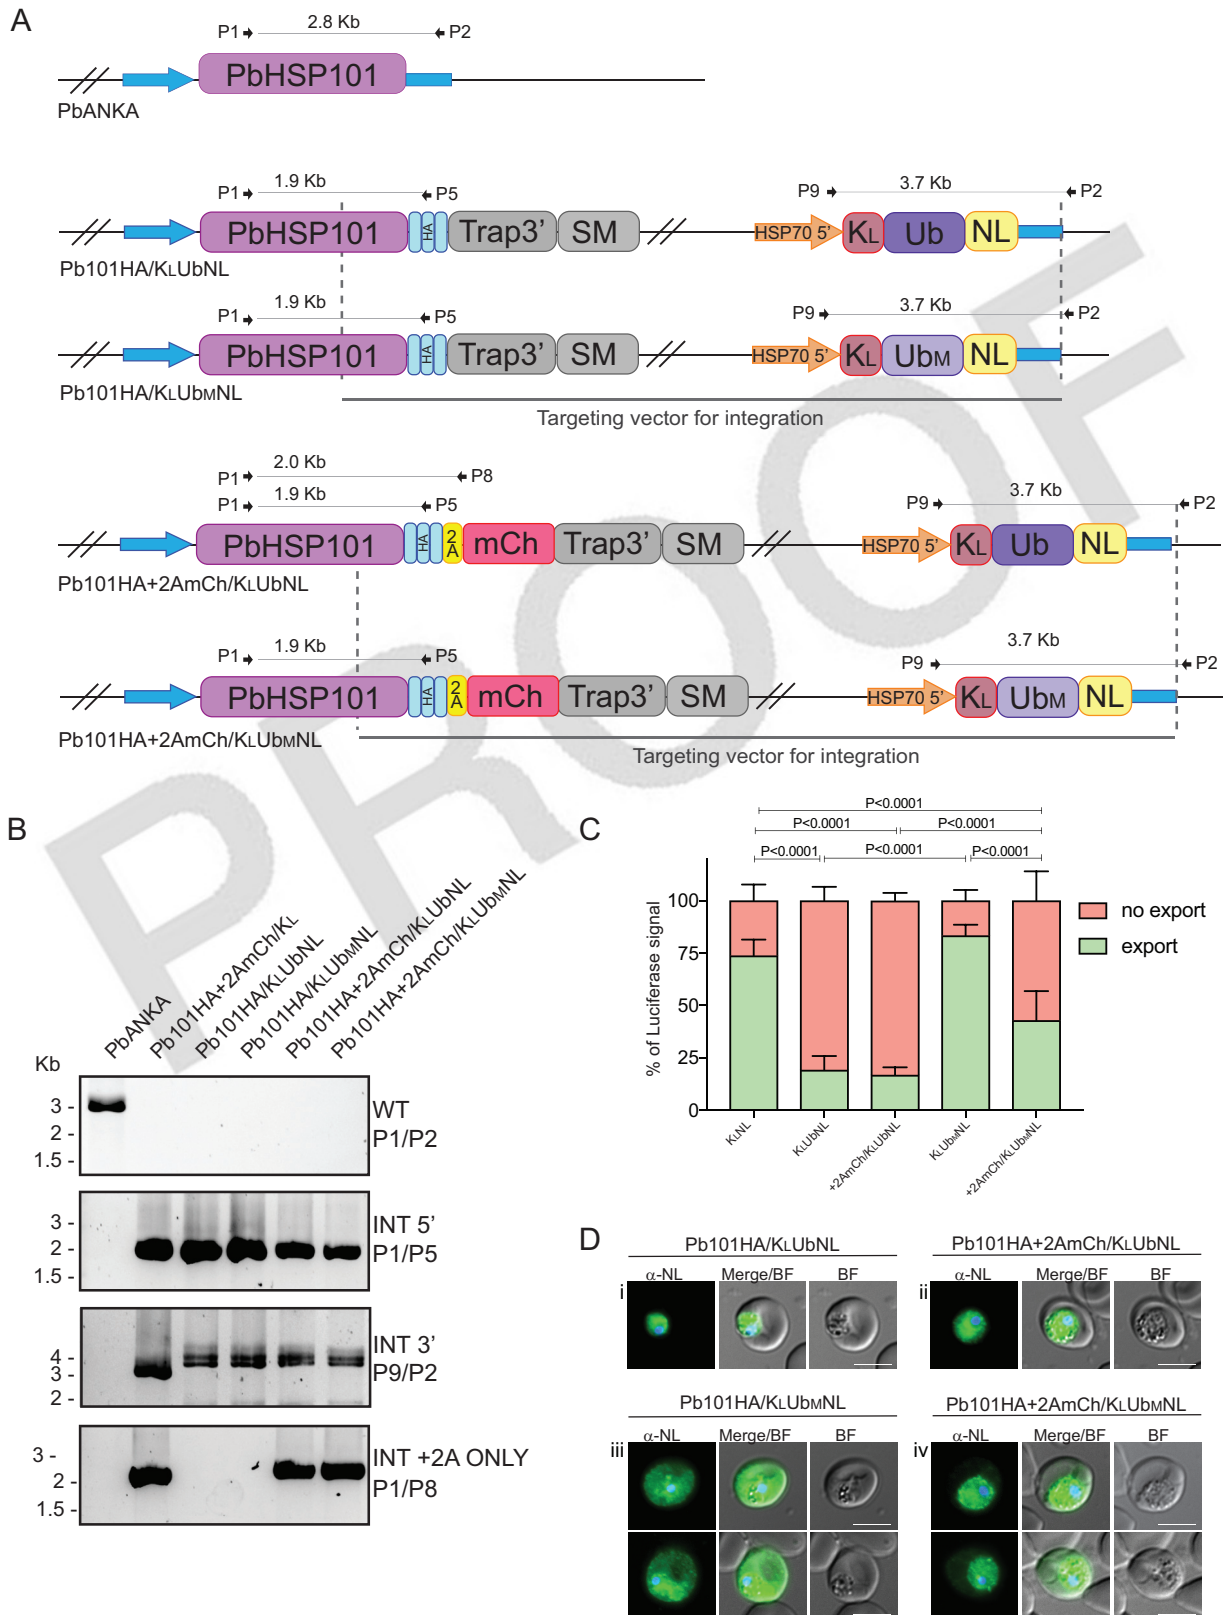 A
P1 2.8 Kb P2
PbHSP101
PbANKA
P1 1.9 Kb P5 P9 3.7 Kb P2
PbHSP101 HA Trap3' SM HSP70 5' KL Ub NL
Pb101HA/KLUbNL
P1 1.9 Kb P5 P9 3.7 Kb P2
PbHSP101 HA Trap3' SM HSP70 5' KL UbM NL
Pb101HA/KLUbMNL
Targeting vector for integration
P1 2.0 Kb P8
P1 1.9 Kb P5 P9 3.7 Kb P2
PbHSP101 HA 2A mCh Trap3' SM HSP70 5' KL Ub NL
Pb101HA+2AmCh/KLUbNL
P1 1.9 Kb P5 P9 3.7 Kb P2
PbHSP101 HA 2A mCh Trap3' SM HSP70 5' KL UbM NL
Pb101HA+2AmCh/KLUbMNL
Targeting vector for integration
PROOF
B
PbANKA
Pb101HA+2AmCh/KL
Pb101HA/KLUbNL
Pb101HA/KLUbMNL
Pb101HA+2AmCh/KLUbNL
Pb101HA+2AmCh/KLUbMNL
Kb
3 -
2 -
1.5 -
WT
P1/P2
3 -
2 -
1.5 -
INT 5'
P1/P5
4 -
3 -
2 -
INT 3'
P9/P2
3 -
2 -
1.5 -
INT +2A ONLY
P1/P8
C
P<0.0001
P<0.0001 P<0.0001
P<0.0001 P<0.0001 P<0.0001
% of Luciferase signal
100
75
50
25
0
no export
export
KLNL
KLUbNL
+2AmCh/KLUbNL
KLUbMNL
+2AmCh/KLUbMNL
D
Pb101HA/KLUbNL
α-NL Merge/BF BF
i
Pb101HA+2AmCh/KLUbNL
α-NL Merge/BF BF
ii
Pb101HA/KLUbMNL
α-NL Merge/BF BF
iii
Pb101HA+2AmCh/KLUbMNL
α-NL Merge/BF BF
iv